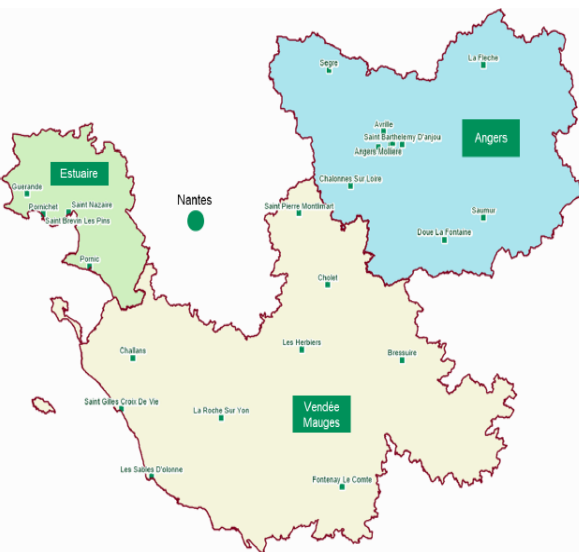 La Fleche
Segre
Avrille
Saint Barthelemy D'anjou
Angers Molliere
Angers
Estuaire
Chalonnes Sur Loire
Guerande
Nantes
Pornichet
Saint Nazaire
Saint Brevin Les Pins
Saint Pierre Montlimart
Saumur
Doue La Fontaine
Pornic
Cholet
Les Herbiers
Challans
Bressuire
Saint Gilles Croix De Vie
La Roche Sur Yon
Vendée
Mauges
Les Sables D'olonne
Fontenay Le Comte